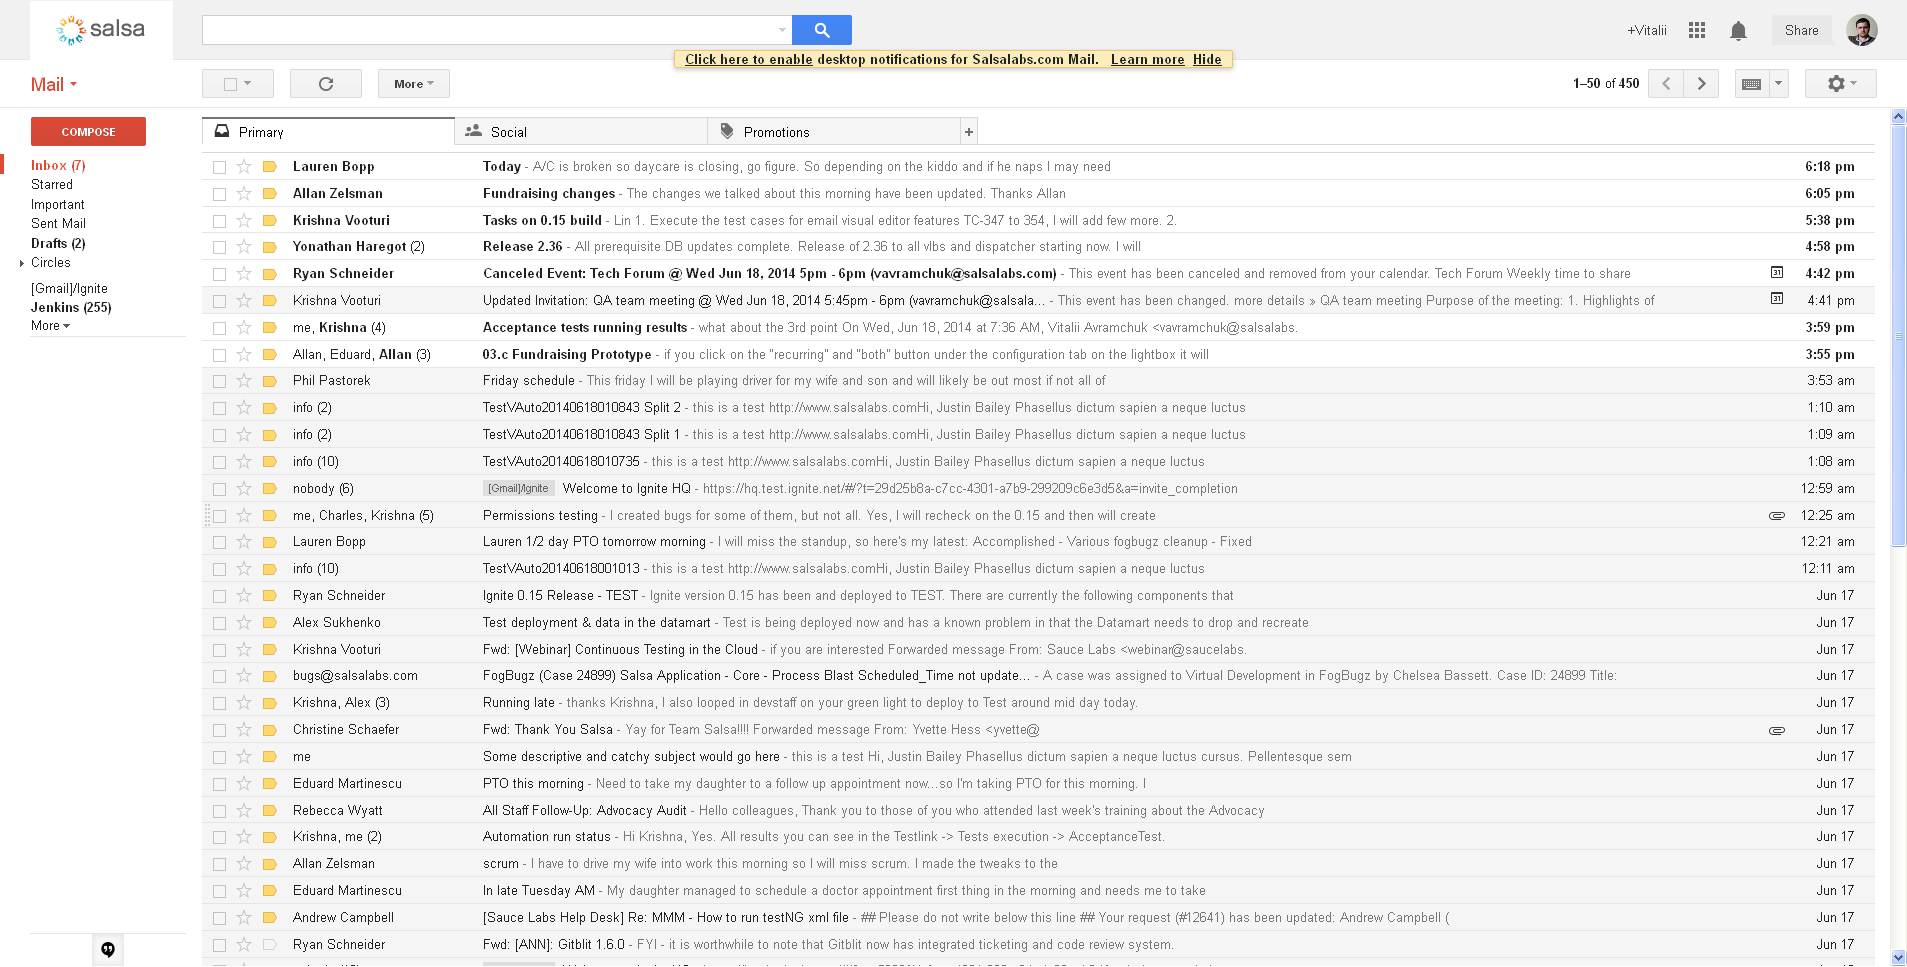 salsa
+Vitalii
Share
Click here to enable desktop notifications for Salsalabs.com Mail. Learn more Hide
Mail
More
1–50 of 450
COMPOSE
Inbox (7)
Starred
Important
Sent Mail
Drafts (2)
Circles
[Gmail]/Ignite
Jenkins (255)
More
Primary
Social
Promotions
+
Lauren Bopp Today - A/C is broken so daycare is closing, go figure. So depending on the kiddo and if he naps I may need 6:18 pm
Allan Zelsman Fundraising changes - The changes we talked about this morning have been updated. Thanks Allan 6:05 pm
Krishna Vooturi Tasks on 0.15 build - Lin 1. Execute the test cases for email visual editor features TC-347 to 354, I will add few more. 2. 5:38 pm
Yonathan Haregot (2) Release 2.36 - All prerequisite DB updates complete. Release of 2.36 to all vlbs and dispatcher starting now. I will 4:58 pm
Ryan Schneider Canceled Event: Tech Forum @ Wed Jun 18, 2014 5pm - 6pm (vavramchuk@salsalabs.com) - This event has been canceled and removed from your calendar. Tech Forum Weekly time to share 31 4:42 pm
Krishna Vooturi Updated Invitation: QA team meeting @ Wed Jun 18, 2014 5:45pm - 6pm (vavramchuk@salsala... - This event has been changed. more details » QA team meeting Purpose of the meeting: 1. Highlights of 31 4:41 pm
me, Krishna (4) Acceptance tests running results - what about the 3rd point On Wed, Jun 18, 2014 at 7:36 AM, Vitalii Avramchuk <vavramchuk@salsalabs. 3:59 pm
Allan, Eduard, Allan (3) 03.c Fundraising Prototype - if you click on the "recurring" and "both" button under the configuration tab on the lightbox it will 3:55 pm
Phil Pastorek Friday schedule - This friday I will be playing driver for my wife and son and will likely be out most if not all of 3:53 am
info (2) TestVAuto20140618010843 Split 2 - this is a test http://www.salsalabs.comHi, Justin Bailey Phasellus dictum sapien a neque luctus 1:10 am
info (2) TestVAuto20140618010843 Split 1 - this is a test http://www.salsalabs.comHi, Justin Bailey Phasellus dictum sapien a neque luctus 1:09 am
info (10) TestVAuto20140618010735 - this is a test http://www.salsalabs.comHi, Justin Bailey Phasellus dictum sapien a neque luctus 1:08 am
nobody (6) [Gmail]/Ignite Welcome to Ignite HQ - https://hq.test.ignite.net/#/?t=29d25b8a-c7cc-4301-a7b9-299209c6e3d5&a=invite_completion 12:59 am
me, Charles, Krishna (5) Permissions testing - I created bugs for some of them, but not all. Yes, I will recheck on the 0.15 and then will create 12:25 am
Lauren Bopp Lauren 1/2 day PTO tomorrow morning - I will miss the standup, so here's my latest: Accomplished - Various fogbugz cleanup - Fixed 12:21 am
info (10) TestVAuto20140618001013 - this is a test http://www.salsalabs.comHi, Justin Bailey Phasellus dictum sapien a neque luctus 12:11 am
Ryan Schneider Ignite 0.15 Release - TEST - Ignite version 0.15 has been and deployed to TEST. There are currently the following components that Jun 17
Alex Sukhenko Test deployment & data in the datamart - Test is being deployed now and has a known problem in that the Datamart needs to drop and recreate Jun 17
Krishna Vooturi Fwd: [Webinar] Continuous Testing in the Cloud - if you are interested Forwarded message From: Sauce Labs <webinar@saucelabs. Jun 17
bugs@salsalabs.com FogBugz (Case 24899) Salsa Application - Core - Process Blast Scheduled_Time not update... - A case was assigned to Virtual Development in FogBugz by Chelsea Bassett. Case ID: 24899 Title: Jun 17
Krishna, Alex (3) Running late - thanks Krishna, I also looped in devstaff on your green light to deploy to Test around mid day today. Jun 17
Christine Schaefer Fwd: Thank You Salsa - Yay for Team Salsa!!!! Forwarded message From: Yvette Hess <yvette@ Jun 17
me Some descriptive and catchy subject would go here - this is a test Hi, Justin Bailey Phasellus dictum sapien a neque luctus cursus. Pellentesque sem Jun 17
Eduard Martinescu PTO this morning - Need to take my daughter to a follow up appointment now...so I'm taking PTO for this morning. I Jun 17
Rebecca Wyatt All Staff Follow-Up: Advocacy Audit - Hello colleagues, Thank you to those of you who attended last week's training about the Advocacy Jun 17
Krishna, me (2) Automation run status - Hi Krishna, Yes. All results you can see in the Testlink -> Tests execution -> AcceptanceTest. Jun 17
Allan Zelsman scrum - I have to drive my wife into work this morning so I will miss scrum. I made the tweaks to the Jun 17
Eduard Martinescu In late Tuesday AM - My daughter managed to schedule a doctor appointment first thing in the morning and needs me to take Jun 17
Andrew Campbell [Sauce Labs Help Desk] Re: MMM - How to run testNG xml file - ## Please do not write below this line ## Your request (#12641) has been updated: Andrew Campbell ( Jun 17
Ryan Schneider Fwd: [ANN]: Gitblit 1.6.0 - FYI - it is worthwhile to note that Gitblit now has integrated ticketing and code review system. Jun 17